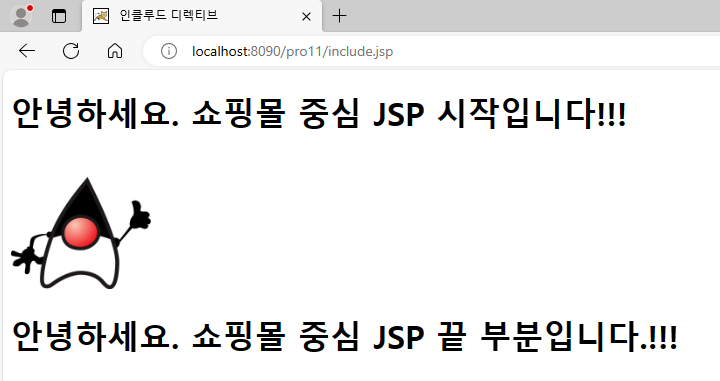 인클루드 디렉티브
localhost:8090/pro11/include.jsp
안녕하세요. 쇼핑몰 중심 JSP 시작입니다!!!
안녕하세요. 쇼핑몰 중심 JSP 끝 부분입니다.!!!